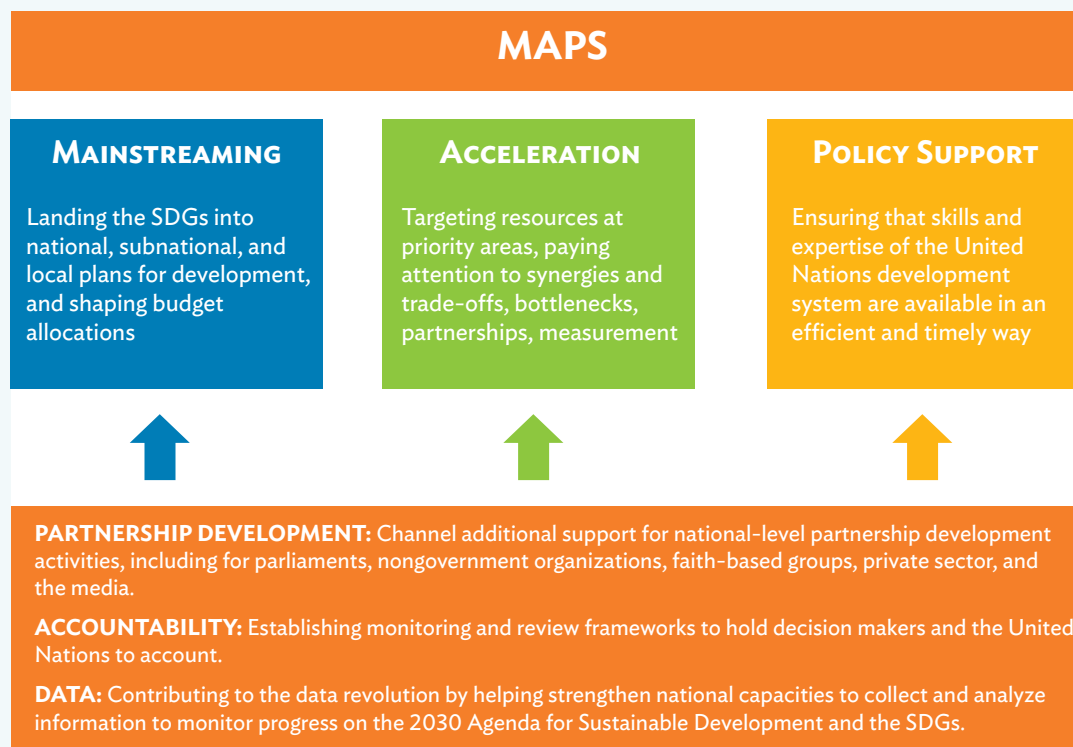 MAPS
MAINSTREAMING
Landing the SDGs into
national, subnational, and
local plans for development,
and shaping budget
allocations
ACCELERATION
Targeting resources at
priority areas, paying
attention to synergies and
trade-offs, bottlenecks,
partnerships, measurement
POLICY SUPPORT
Ensuring that skills and
expertise of the United
Nations development
system are available in an
efficient and timely way
PARTNERSHIP DEVELOPMENT: Channel additional support for national-level partnership development
activities, including for parliaments, nongovernment organizations, faith-based groups, private sector, and
the media.
ACCOUNTABILITY: Establishing monitoring and review frameworks to hold decision makers and the United
Nations to account.
DATA: Contributing to the data revolution by helping strengthen national capacities to collect and analyze
information to monitor progress on the 2030 Agenda for Sustainable Development and the SDGs.